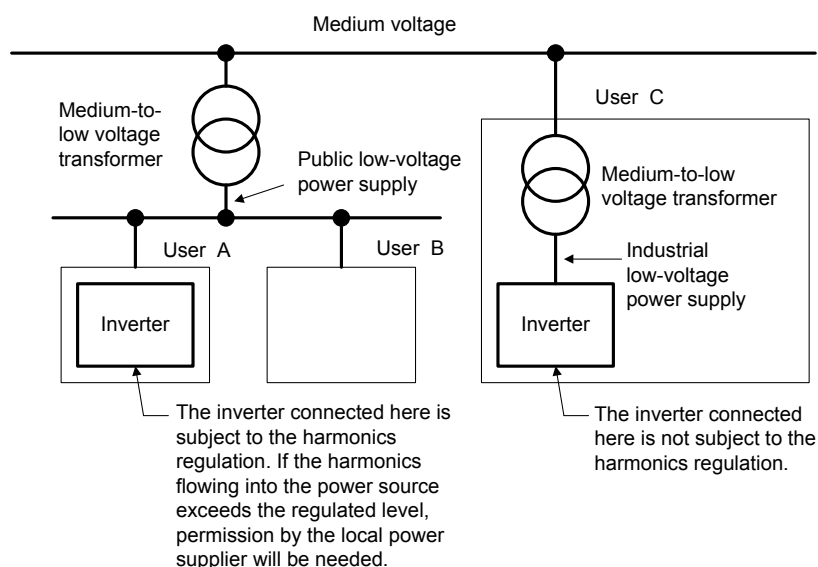 Medium voltage
Medium-to-
low voltage
transformer
Public low-voltage
power supply
User C
Medium-to-low
voltage transformer
User A
User B
Industrial
low-voltage
power supply
Inverter
Inverter
The inverter connected here is
subject to the harmonics
regulation. If the harmonics
flowing into the power source
exceeds the regulated level,
permission by the local power
supplier will be needed.
The inverter connected
here is not subject to the
harmonics regulation.